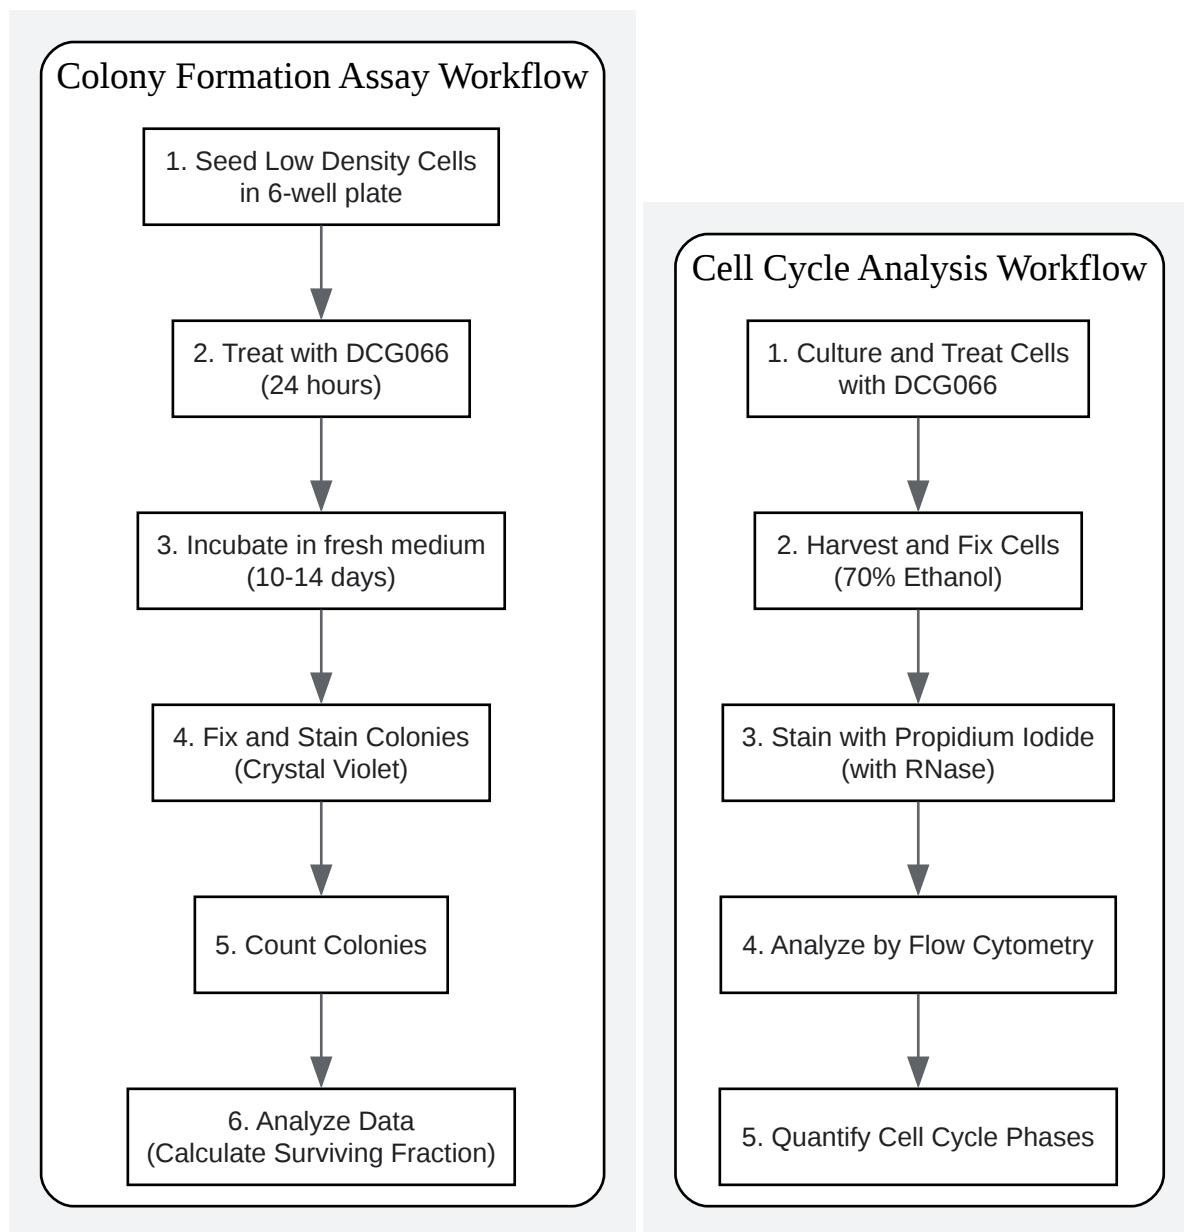 Colony Formation Assay Workflow
1. Seed Low Density Cells
in 6-well plate
2. Treat with DCG066
(24 hours)
3. Incubate in fresh medium
(10-14 days)
4. Fix and Stain Colonies
(Crystal Violet)
5. Count Colonies
6. Analyze Data
(Calculate Surviving Fraction)
Cell Cycle Analysis Workflow
1. Culture and Treat Cells
with DCG066
2. Harvest and Fix Cells
(70% Ethanol)
3. Stain with Propidium Iodide
(with RNase)
4. Analyze by Flow Cytometry
5. Quantify Cell Cycle Phases